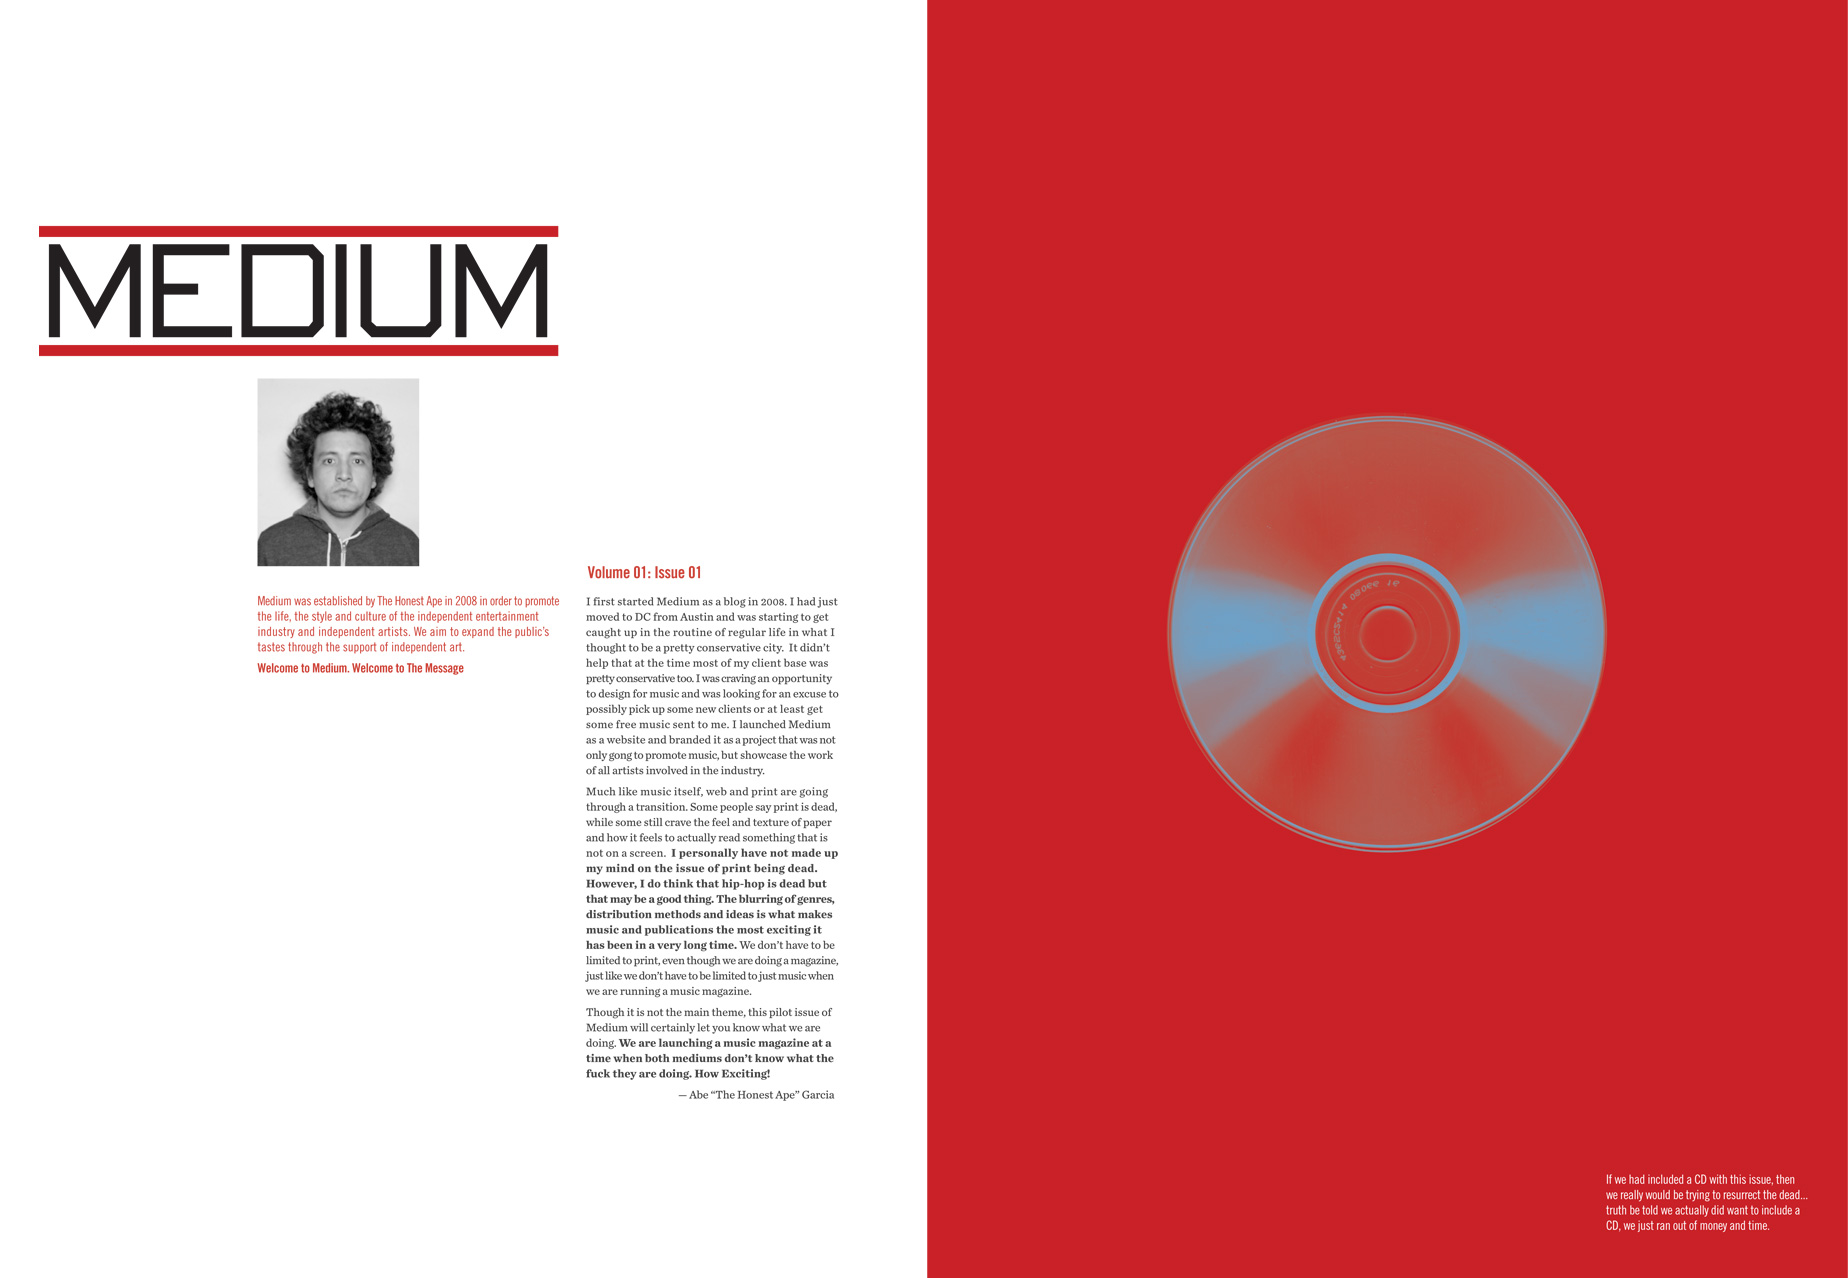 MEDIUM
Medium was established by The Honest Ape in 2008 in order to promote
the life, the style and culture of the independent entertainment
industry and independent artists. We aim to expand the public's
tastes through the support of independent art.
Welcome to Medium. Welcome to The Message
Volume 01: Issue 01
I first started Medium as a blog in 2008. I had just
moved to DC from Austin and was starting to get
caught up in the routine of regular life in what I
thought to be a pretty conservative city.  It didn't
help that at the time most of my client base was
pretty conservative too. I was craving an opportunity
to design for music and was looking for an excuse to
possibly pick up some new clients or at least get
some free music sent to me. I launched Medium
as a website and branded it as a project that was not
only gong to promote music, but showcase the work
of all artists involved in the industry.
Much like music itself, web and print are going
through a transition. Some people say print is dead,
while some still crave the feel and texture of paper
and how it feels to actually read something that is
not on a screen.  I personally have not made up
my mind on the issue of print being dead.
However, I do think that hip-hop is dead but
that may be a good thing. The blurring of genres,
distribution methods and ideas is what makes
music and publications the most exciting it
has been in a very long time. We don't have to be
limited to print, even though we are doing a magazine,
just like we don't have to be limited to just music when
we are running a music magazine.
Though it is not the main theme, this pilot issue of
Medium will certainly let you know what we are
doing. We are launching a music magazine at a
time when both mediums don't know what the
fuck they are doing. How Exciting!
— Abe “The Honest Ape” Garcia
If we had included a CD with this issue, then
we really would be trying to resurrect the dead...
truth be told we actually did want to include a
CD, we just ran out of money and time.